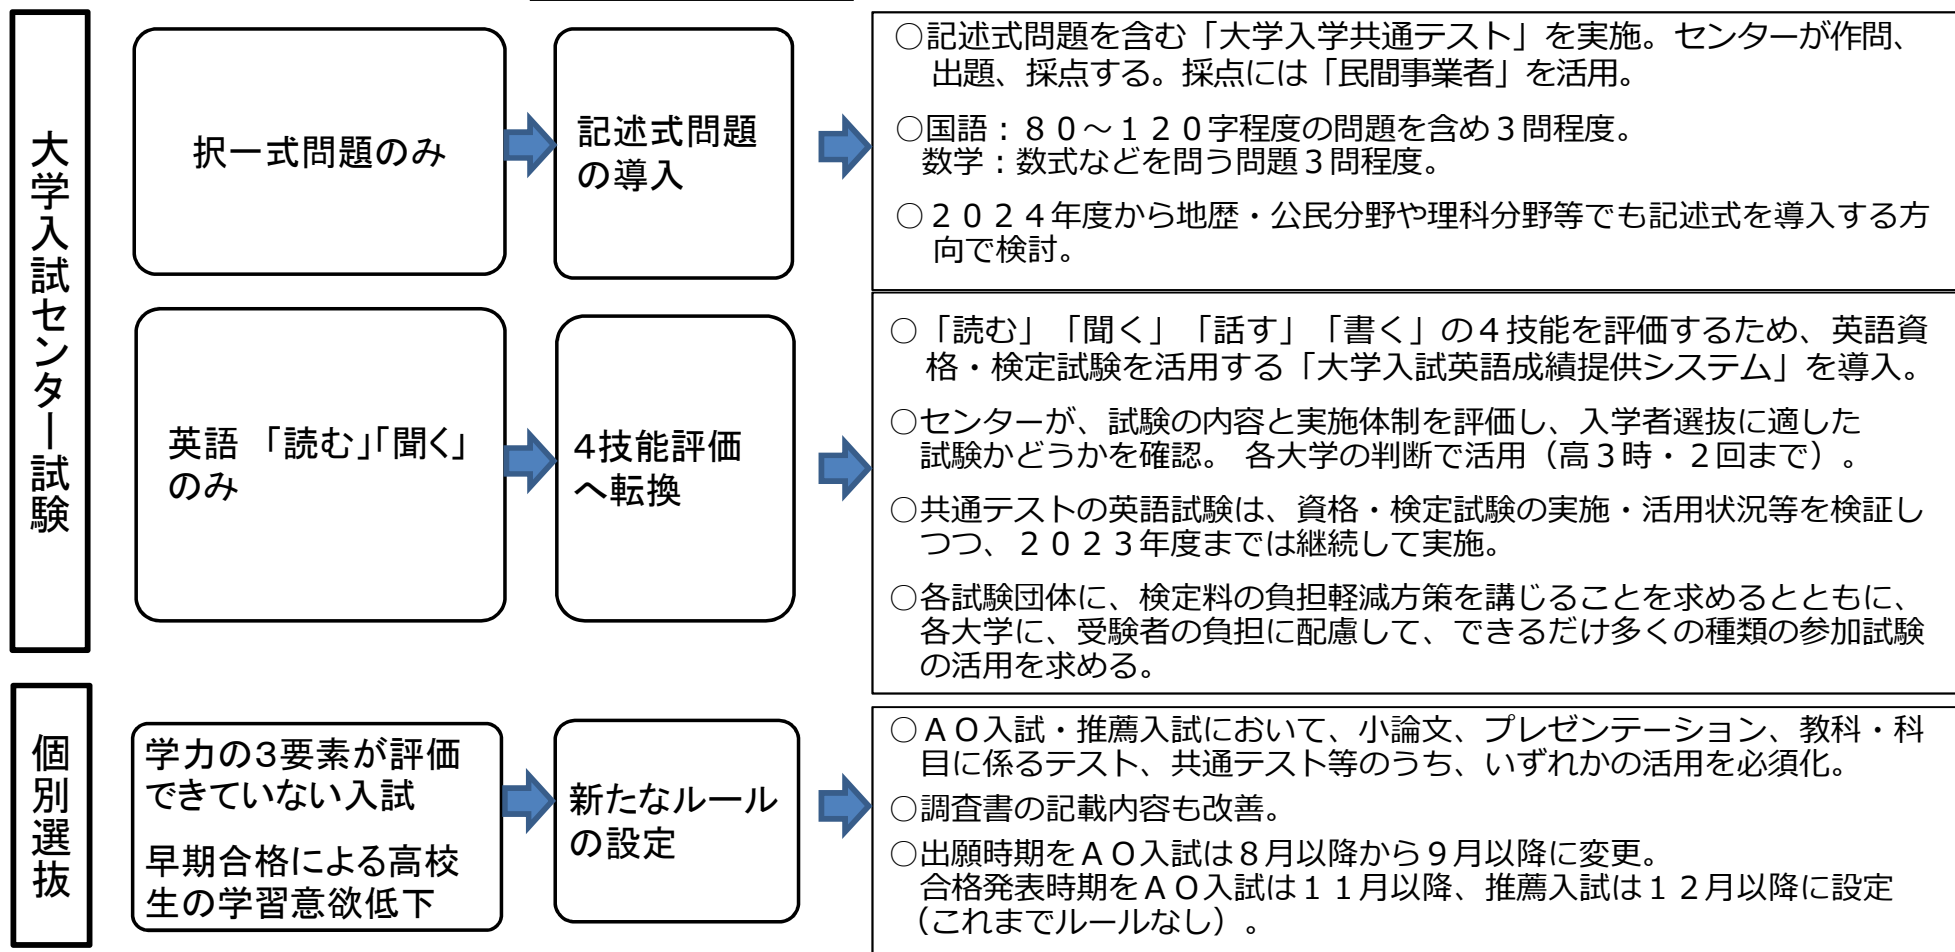 大学入試センター試験
択一式問題のみ
記述式問題
の導入
○記述式問題を含む「大学入学共通テスト」を実施。センターが作問、
出題、採点する。採点には「民間事業者」を活用。
○国語：８０～１２０字程度の問題を含め３問程度。
数学：数式などを問う問題３問程度。
○２０２４年度から地歴・公民分野や理科分野等でも記述式を導入する方
向で検討。
英語 「読む」「聞く」
のみ
４技能評価
へ転換
○「読む」「聞く」「話す」「書く」の４技能を評価するため、英語資
格・検定試験を活用する「大学入試英語成績提供システム」を導入。
○センターが、試験の内容と実施体制を評価し、入学者選抜に適した
試験かどうかを確認。 各大学の判断で活用（高３時・２回まで）。
○共通テストの英語試験は、資格・検定試験の実施・活用状況等を検証し
つつ、２０２３年度までは継続して実施。
○各試験団体に、検定料の負担軽減方策を講じることを求めるとともに、
各大学に、受験者の負担に配慮して、できるだけ多くの種類の参加試験
の活用を求める。
個別選抜
学力の３要素が評価
できていない入試
早期合格による高校
生の学習意欲低下
新たなルール
の設定
○ＡＯ入試・推薦入試において、小論文、プレゼンテーション、教科・科
目に係るテスト、共通テスト等のうち、いずれかの活用を必須化。
○調査書の記載内容も改善。
○出願時期をＡＯ入試は８月以降から９月以降に変更。
合格発表時期をＡＯ入試は１１月以降、推薦入試は１２月以降に設定
（これまでルールなし）。